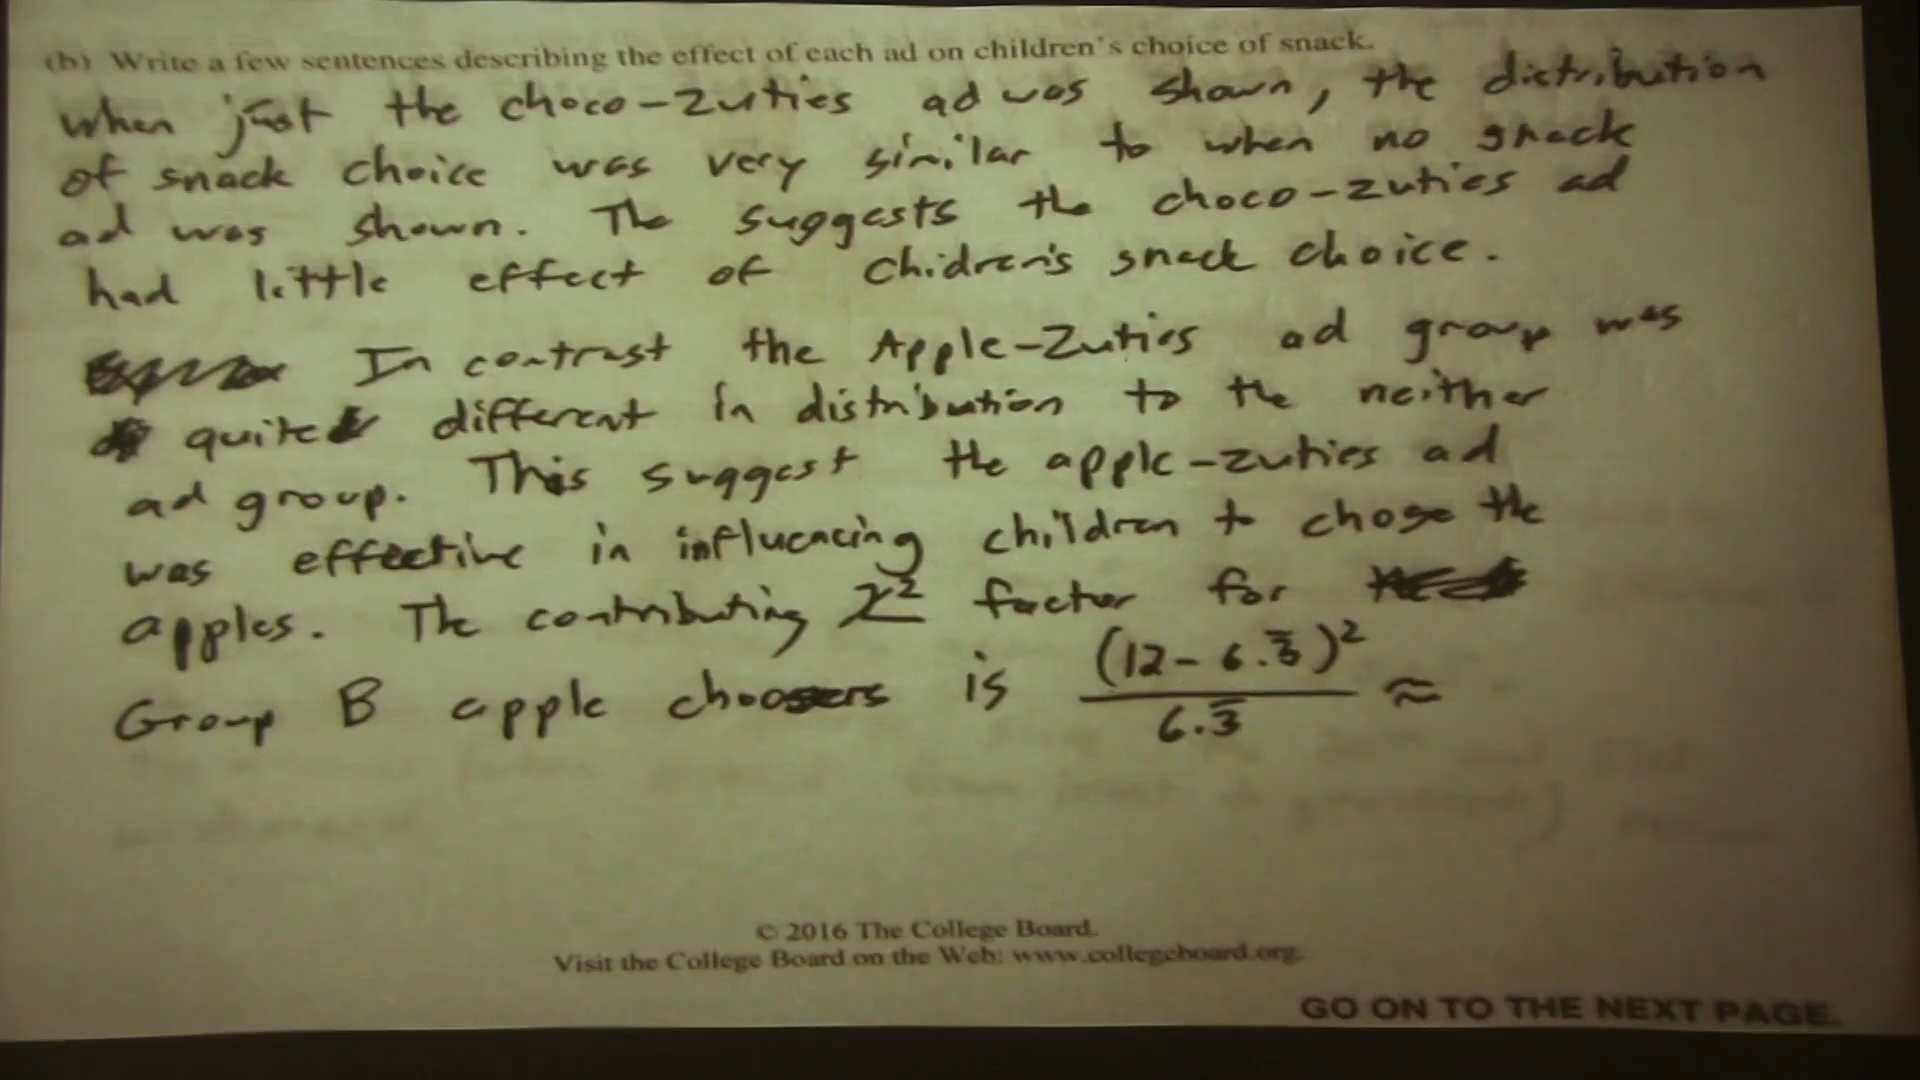 (b) Write a few sentences describing the effect of each ad on children's choice of snack.
When just the choco-zuties ad was shown, the distribution
of snack choice was very similar to when no snack
ad was shown. The suggests the choco-zuties ad
had little effect of chidren's snack choice.
In contrast the Apple-Zuties ad group was
quite different in distribution to the neither
ad group. This suggest the apple-zuties ad
was effective in influencing children to chose the
apples. The contributing χ² factor for
Group B apple choosers is (12-6.3̅)²/6.3̅ ≈
© 2016 The College Board.
Visit the College Board on the Web: www.collegeboard.org.
GO ON TO THE NEXT PAGE.